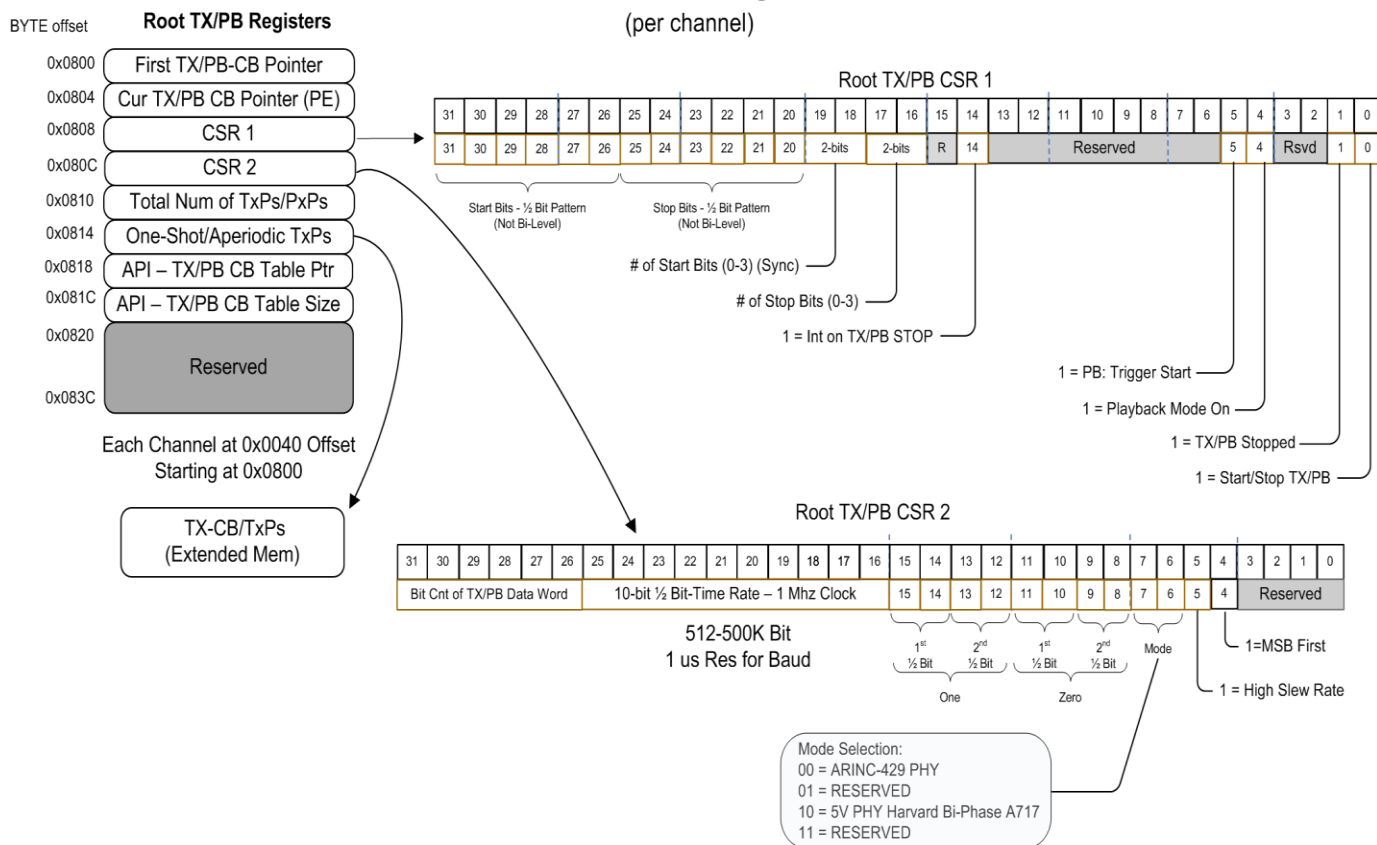 (per channel)
BYTE offset
Root TX/PB Registers
0x0800 First TX/PB-CB Pointer
0x0804 Cur TX/PB CB Pointer (PE)
0x0808 CSR 1
0x080C CSR 2
0x0810 Total Num of TxPs/PxPs
0x0814 One-Shot/Aperiodic TxPs
0x0818 API – TX/PB CB Table Ptr
0x081C API – TX/PB CB Table Size
0x0820
Reserved
0x083C
Each Channel at 0x0040 Offset
Starting at 0x0800
TX-CB/TxPs
(Extended Mem)
Root TX/PB CSR 1
31 30 29 28 27 26 25 24 23 22 21 20 19 18 17 16 15 14 13 12 11 10 9 8 7 6 5 4 3 2 1 0
31 30 29 28 27 26 25 24 23 22 21 20 2-bits 2-bits R 14 Reserved 5 4 Rsvd 1 0
Start Bits - ½ Bit Pattern
(Not Bi-Level)
Stop Bits - ½ Bit Pattern
(Not Bi-Level)
# of Start Bits (0-3) (Sync)
# of Stop Bits (0-3)
1 = Int on TX/PB STOP
1 = PB: Trigger Start
1 = Playback Mode On
1 = TX/PB Stopped
1 = Start/Stop TX/PB
Root TX/PB CSR 2
31 30 29 28 27 26 25 24 23 22 21 20 19 18 17 16 15 14 13 12 11 10 9 8 7 6 5 4 3 2 1 0
Bit Cnt of TX/PB Data Word 10-bit ½ Bit-Time Rate – 1 Mhz Clock 15 14 13 12 11 10 9 8 7 6 5 4 Reserved
512-500K Bit
1 us Res for Baud
1st 2nd 1st 2nd Mode
½ Bit ½ Bit ½ Bit ½ Bit
One Zero
1=MSB First
1 = High Slew Rate
Mode Selection:
00 = ARINC-429 PHY
01 = RESERVED
10 = 5V PHY Harvard Bi-Phase A717
11 = RESERVED